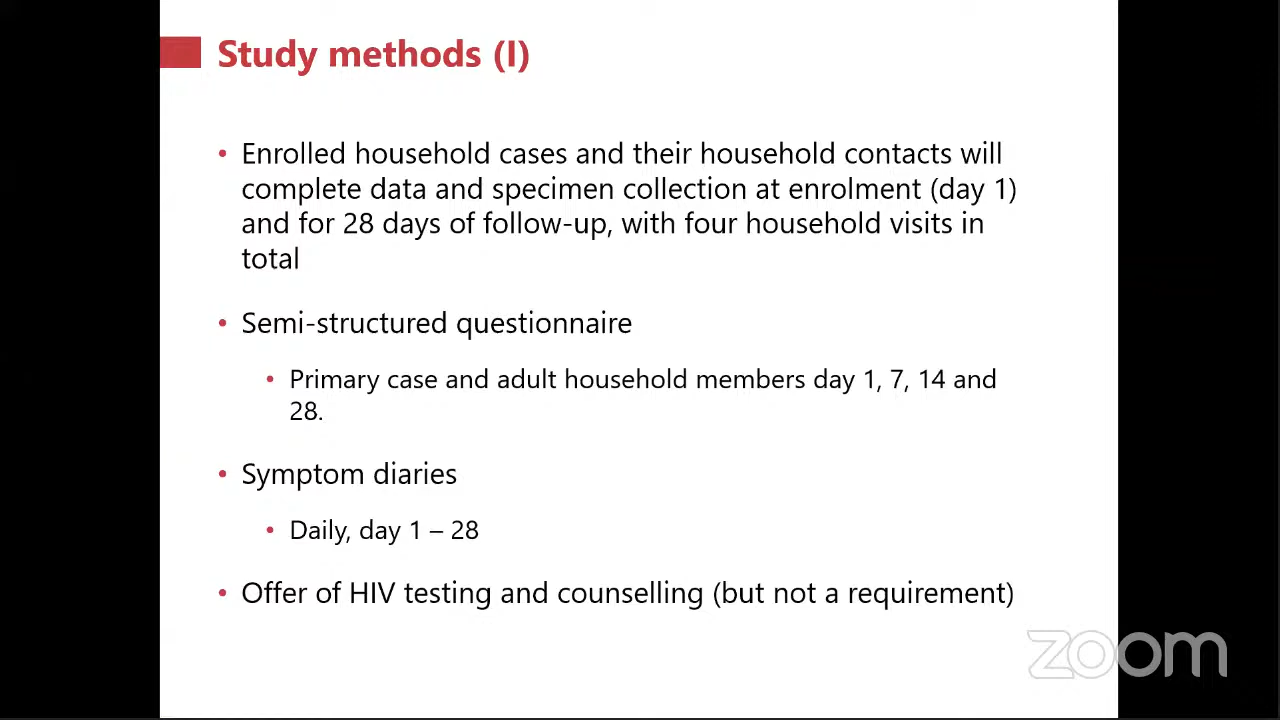 Study methods (I)
• Enrolled household cases and their household contacts will
complete data and specimen collection at enrolment (day 1)
and for 28 days of follow-up, with four household visits in
total
• Semi-structured questionnaire
• Primary case and adult household members day 1, 7, 14 and
28.
• Symptom diaries
• Daily, day 1 – 28
• Offer of HIV testing and counselling (but not a requirement)
zoom